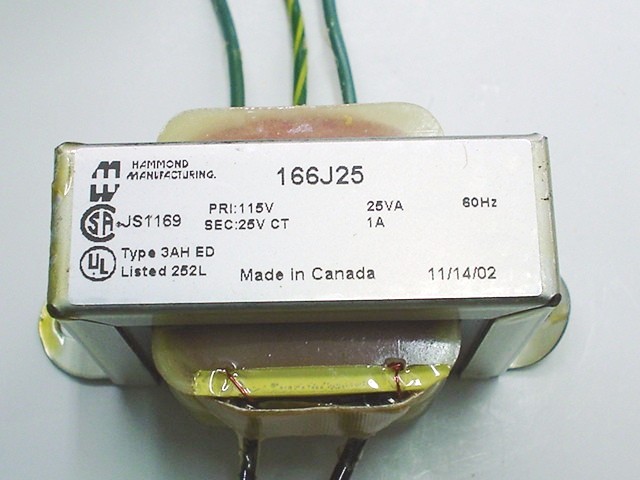 HAMMOND
MANUFACTURING.
166J25
PRI:115V 25VA 60Hz
SEC:25V CT 1A
JS1169
Type 3AH ED
Listed 252L
Made in Canada 11/14/02